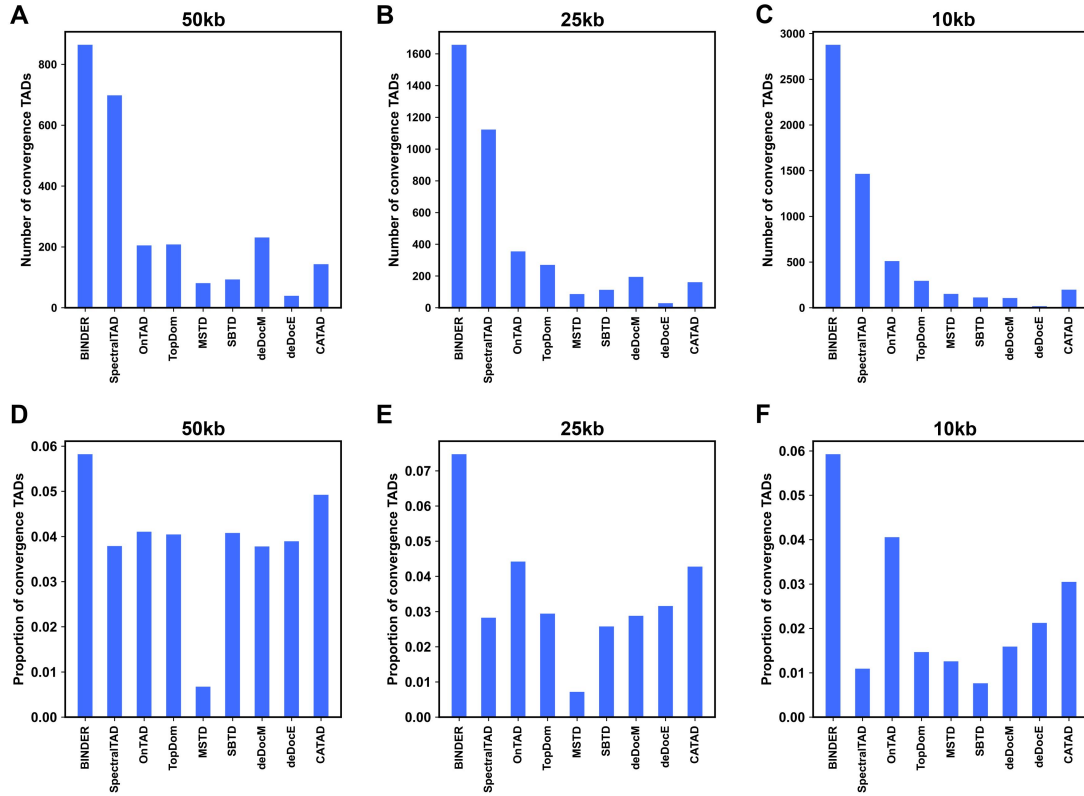 A
50kb
Number of convergence TADs
800
600
400
200
0
BINDER
SpectralTAD
OnTAD
TopDom
MSTD
SBTD
deDocM
deDocE
CATAD
B
25kb
Number of convergence TADs
1600
1400
1200
1000
800
600
400
200
0
BINDER
SpectralTAD
OnTAD
TopDom
MSTD
SBTD
deDocM
deDocE
CATAD
C
10kb
Number of convergence TADs
3000
2500
2000
1500
1000
500
0
BINDER
SpectralTAD
OnTAD
TopDom
MSTD
SBTD
deDocM
deDocE
CATAD
D
50kb
Proportion of convergence TADs
0.06
0.05
0.04
0.03
0.02
0.01
0.00
BINDER
SpectralTAD
OnTAD
TopDom
MSTD
SBTD
deDocM
deDocE
CATAD
E
25kb
Proportion of convergence TADs
0.07
0.06
0.05
0.04
0.03
0.02
0.01
0.00
BINDER
SpectralTAD
OnTAD
TopDom
MSTD
SBTD
deDocM
deDocE
CATAD
F
10kb
Proportion of convergence TADs
0.06
0.05
0.04
0.03
0.02
0.01
0.00
BINDER
SpectralTAD
OnTAD
TopDom
MSTD
SBTD
deDocM
deDocE
CATAD